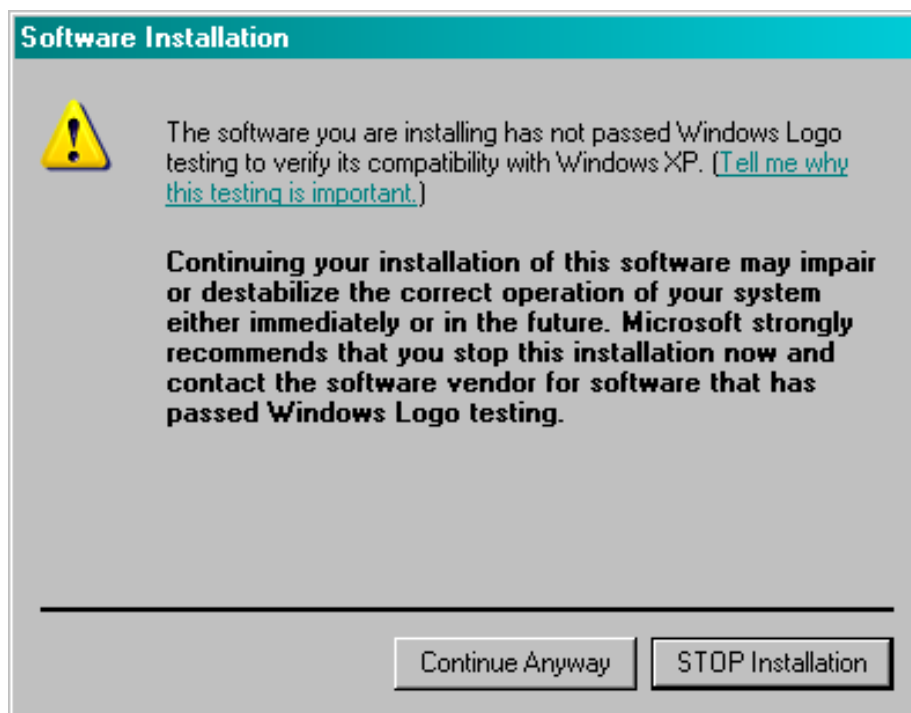 Software Installation
The software you are installing has not passed Windows Logo
testing to verify its compatibility with Windows XP. (Tell me why
this testing is important.)
Continuing your installation of this software may impair
or destabilize the correct operation of your system
either immediately or in the future. Microsoft strongly
recommends that you stop this installation now and
contact the software vendor for software that has
passed Windows Logo testing.
Continue Anyway
STOP Installation